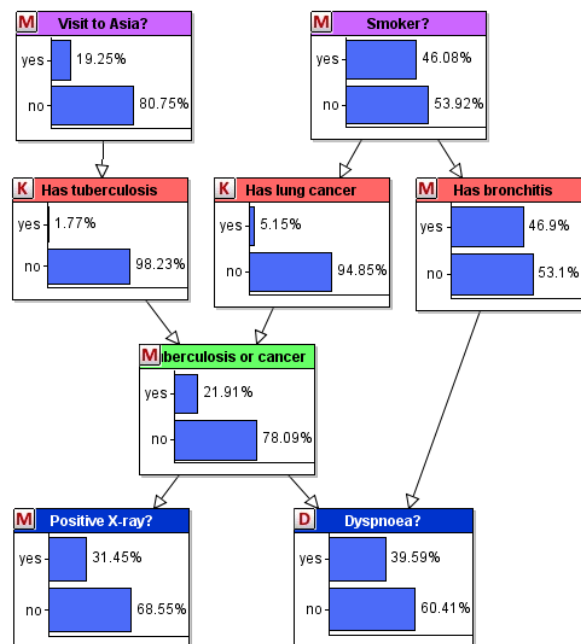 M Visit to Asia?
yes 19.25%
no 80.75%
M Smoker?
yes 46.08%
no 53.92%
K Has tuberculosis
yes 1.77%
no 98.23%
K Has lung cancer
yes 5.15%
no 94.85%
M Has bronchitis
yes 46.9%
no 53.1%
M uberculosis or cancer
yes 21.91%
no 78.09%
M Positive X-ray?
yes 31.45%
no 68.55%
D Dyspnoea?
yes 39.59%
no 60.41%